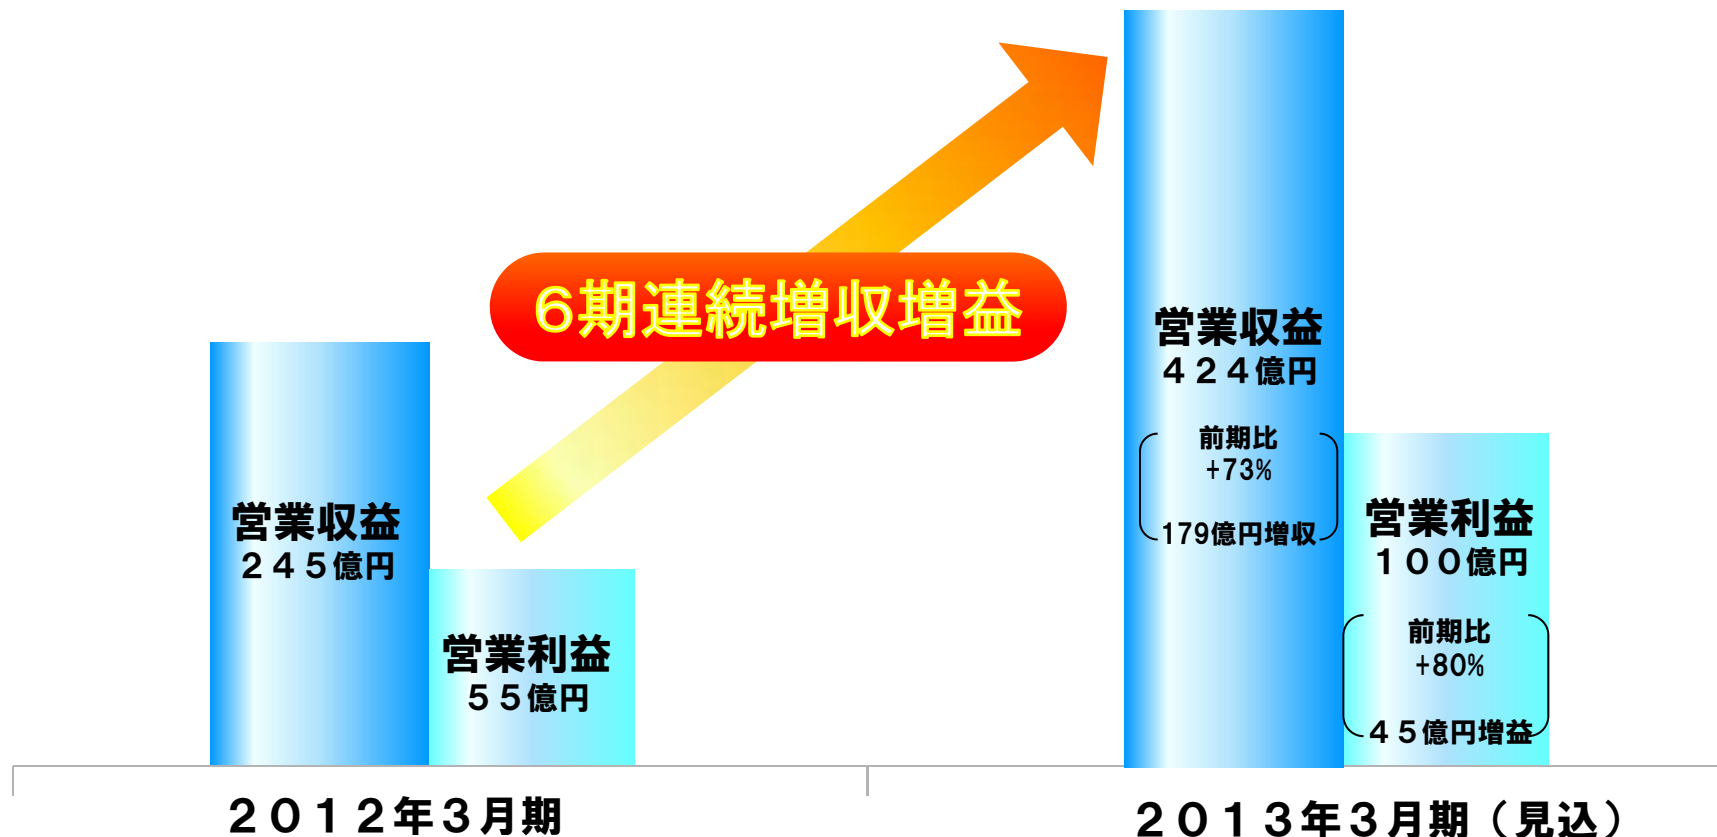 ６期連続増収増益
営業収益
２４５億円
営業利益
５５億円
営業収益
４２４億円
前期比
+73%
179億円増収
営業利益
１００億円
前期比
+80%
４５億円増益
２０１２年３月期
２０１３年３月期（見込）